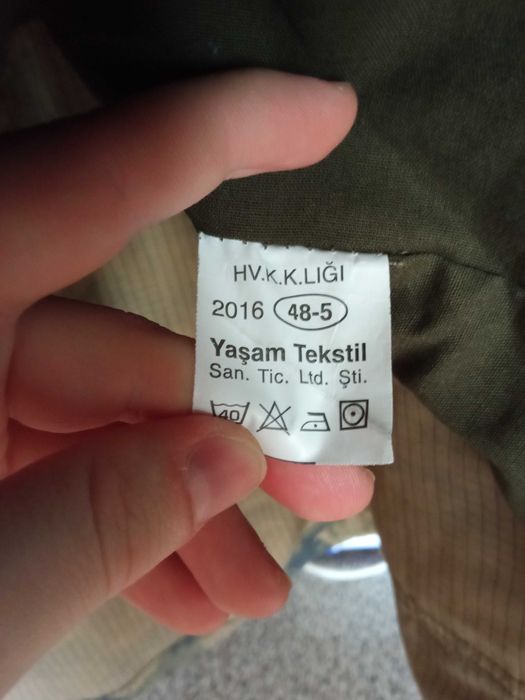 HV.K.K.LIĞI
2016 48-5
Yaşam Tekstil
San. Tic. Ltd. Şti.
40